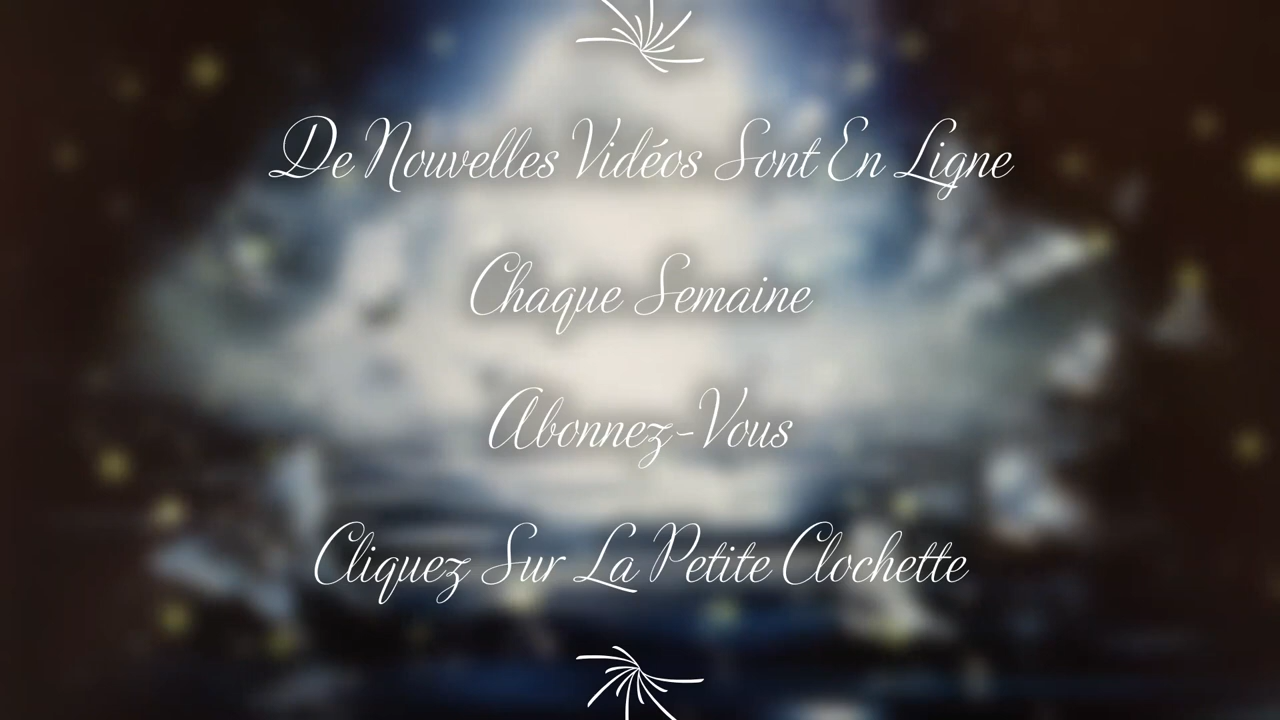 De Nouvelles Vidéos Sont En Ligne
Chaque Semaine
Abonnez-Vous
Cliquez Sur La Petite Clochette